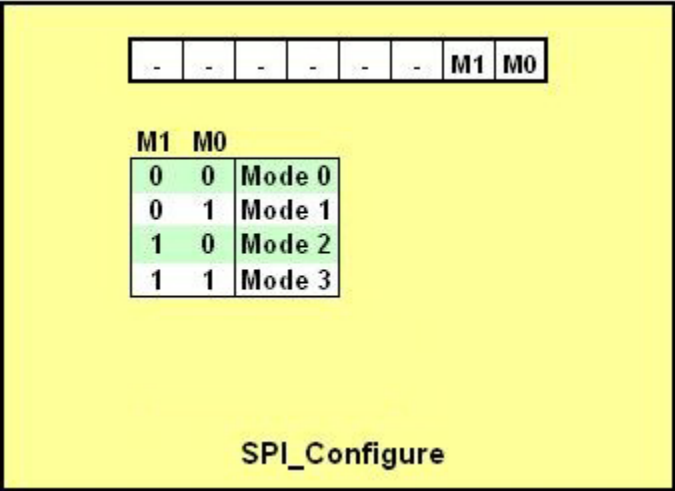 - - - - - - M1 M0
M1 M0
0 0 Mode 0
0 1 Mode 1
1 0 Mode 2
1 1 Mode 3
SPI_Configure